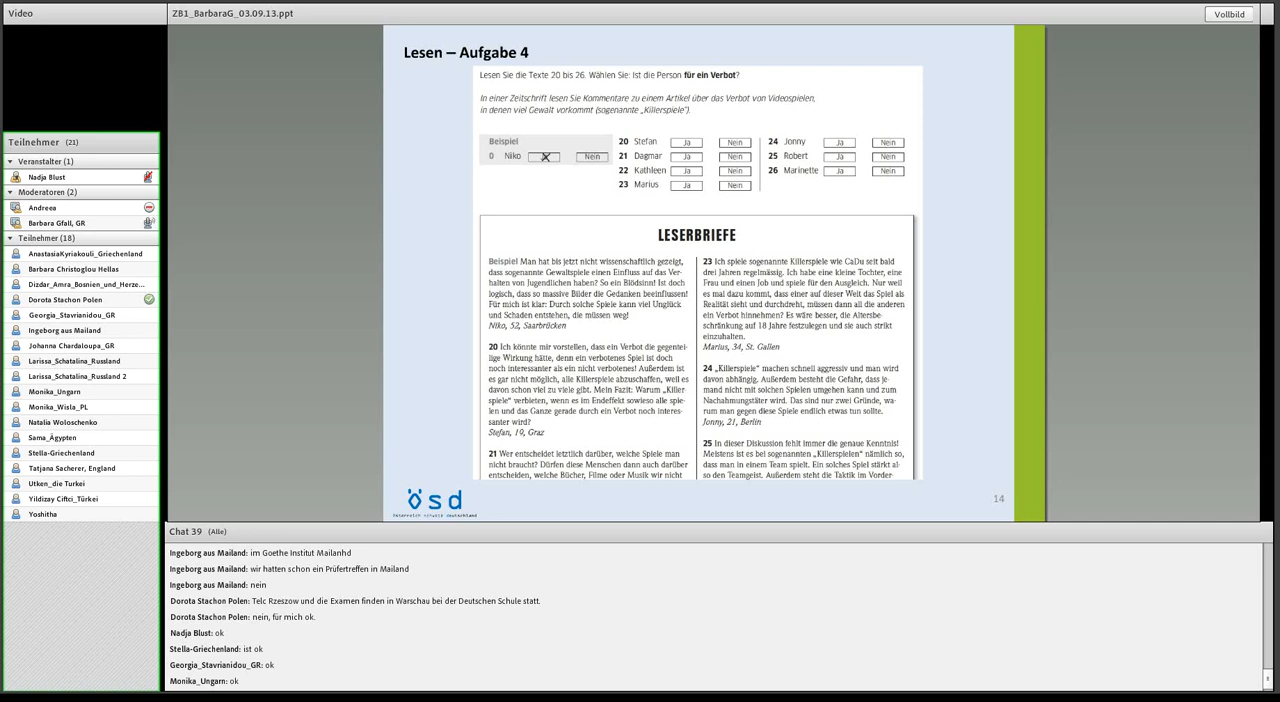 Video
ZB1_BarbaraG_03.09.13.ppt
Vollbild
Teilnehmer (21)
Veranstalter (1)
Nadja Blust
Moderatoren (2)
Andreea
Barbara Gfall, GR
Teilnehmer (18)
AnastasiaKyriakouli_Griechenland
Barbara Christoglou Hellas
Dizdar_Amra_Bosnien_und_Herze...
Dorota Stachon Polen
Georgia_Stavrianidou_GR
Ingeborg aus Mailand
Johanna Chardaloupa_GR
Larissa_Schatalina_Russland
Larissa_Schatalina_Russland 2
Monika_Ungarn
Monika_Wisla_PL
Natalia Woloschenko
Sama_Ägypten
Stella-Griechenland
Tatjana Sacherer, England
Utken_die Turkei
Yildizay Ciftci_Türkei
Yoshitha
Lesen – Aufgabe 4
Lesen Sie die Texte 20 bis 26. Wählen Sie: Ist die Person für ein Verbot?
In einer Zeitschrift lesen Sie Kommentare zu einem Artikel über das Verbot von Videospielen,
in denen viel Gewalt vorkommt (sogenannte „Killerspiele“).
Beispiel
0 Niko Nein
20 Stefan Ja Nein
21 Dagmar Ja Nein
22 Kathleen Ja Nein
23 Marius Ja Nein
24 Jonny Ja Nein
25 Robert Ja Nein
26 Marinette Ja Nein
LESERBRIEFE
Beispiel Man hat bis jetzt nicht wissenschaftlich gezeigt,
dass sogenannte Gewaltspiele einen Einfluss auf das Ver-
halten von Jugendlichen haben? So ein Blödsinn! Ist doch
logisch, dass so massive Bilder die Gedanken beeinflussen!
Für mich ist klar: Durch solche Spiele kann viel Unglück
und Schaden entstehen, die müssen weg!
Niko, 52, Saarbrücken
20 Ich könnte mir vorstellen, dass ein Verbot die gegentei-
lige Wirkung hätte, denn ein verbotenes Spiel ist doch
noch interessanter als ein nicht verbotenes! Außerdem ist
es gar nicht möglich, alle Killerspiele abzuschaffen, weil es
davon schon viel zu viele gibt. Mein Fazit: Warum „Killer-
spiele“ verbieten, wenn es im Endeffekt sowieso alle spie-
len und das Ganze gerade durch ein Verbot noch interes-
santer wird?
Stefan, 19, Graz
21 Wer entscheidet letztlich darüber, welche Spiele man
nicht braucht? Dürfen diese Menschen dann auch darüber
entscheiden, welche Bücher, Filme oder Musik wir nicht
23 Ich spiele sogenannte Killerspiele wie CaDu seit bald
drei Jahren regelmässig. Ich habe eine kleine Tochter, eine
Frau und einen Job und spiele für den Ausgleich. Nur weil
es mal dazu kommt, dass einer auf dieser Welt das Spiel als
Realität sieht und durchdreht, müssen dann all die anderen
ein Verbot hinnehmen? Es wäre besser, die Altersbe-
schränkung auf 18 Jahre festzulegen und sie auch strikt
einzuhalten.
Marius, 34, St. Gallen
24 „Killerspiele“ machen schnell aggressiv und man wird
davon abhängig. Außerdem besteht die Gefahr, dass je-
mand nicht mit solchen Spielen umgehen kann und zum
Nachahmungstäter wird. Das sind nur zwei Gründe, wa-
rum man gegen diese Spiele endlich etwas tun sollte.
Jonny, 21, Berlin
25 In dieser Diskussion fehlt immer die genaue Kenntnis!
Meistens ist es bei sogenannten „Killerspielen“ nämlich so,
dass man in einem Team spielt. Ein solches Spiel stärkt al-
so den Teamgeist. Außerdem steht die Taktik im Vorder-
ösd
österreich schweiz deutschland
14
Chat 39 (Alle)
Ingeborg aus Mailand: im Goethe Institut Mailanhd
Ingeborg aus Mailand: wir hatten schon ein Prüfertreffen in Mailand
Ingeborg aus Mailand: nein
Dorota Stachon Polen: Telc Rzeszow und die Examen finden in Warschau bei der Deutschen Schule statt.
Dorota Stachon Polen: nein, für mich ok.
Nadja Blust: ok
Stella-Griechenland: ist ok
Georgia_Stavrianidou_GR: ok
Monika_Ungarn: ok